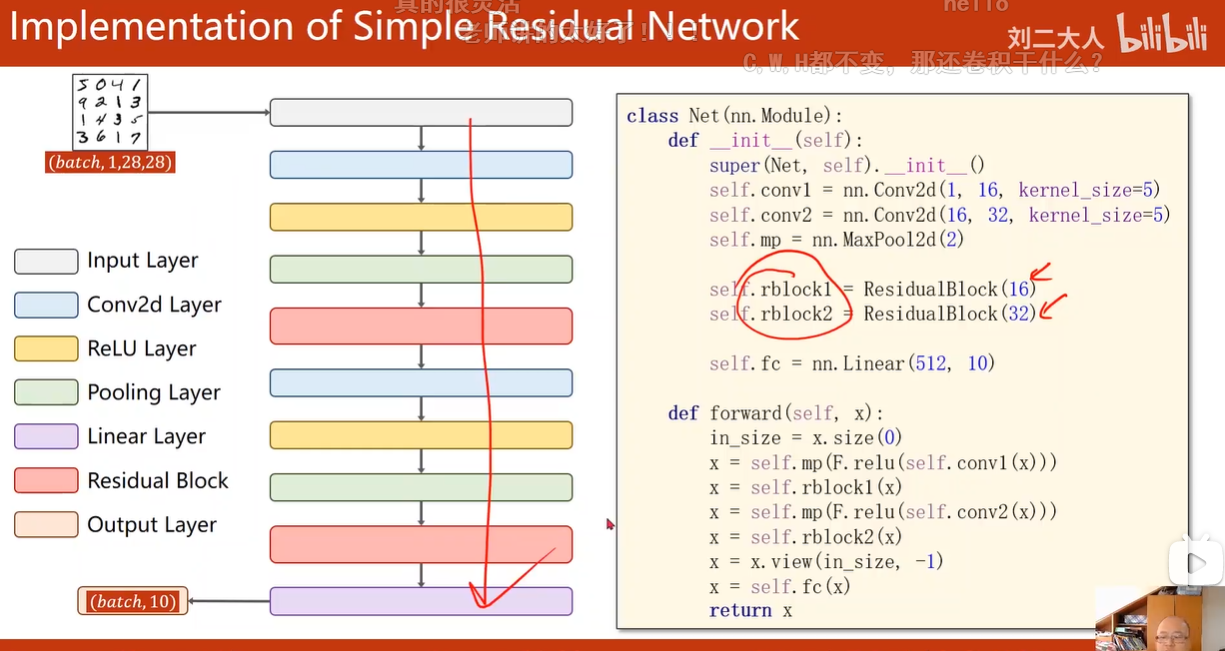 真的很灵活
hello
Implementation of Simple Residual Network
老师讲的太好了！！！
刘二大人 bilibili
C,W,H都不变，那还卷积干什么？
5 0 4 1
9 2 1 3
1 4 3 5
3 6 1 7
(batch, 1,28,28)
Input Layer
Conv2d Layer
ReLU Layer
Pooling Layer
Linear Layer
Residual Block
Output Layer
(batch, 10)
class Net(nn.Module):
def __init__(self):
super(Net, self).__init__()
self.conv1 = nn.Conv2d(1, 16, kernel_size=5)
self.conv2 = nn.Conv2d(16, 32, kernel_size=5)
self.mp = nn.MaxPool2d(2)
self.rblock1 = ResidualBlock(16)
self.rblock2 = ResidualBlock(32)
self.fc = nn.Linear(512, 10)
def forward(self, x):
in_size = x.size(0)
x = self.mp(F.relu(self.conv1(x)))
x = self.rblock1(x)
x = self.mp(F.relu(self.conv2(x)))
x = self.rblock2(x)
x = x.view(in_size, -1)
x = self.fc(x)
return x